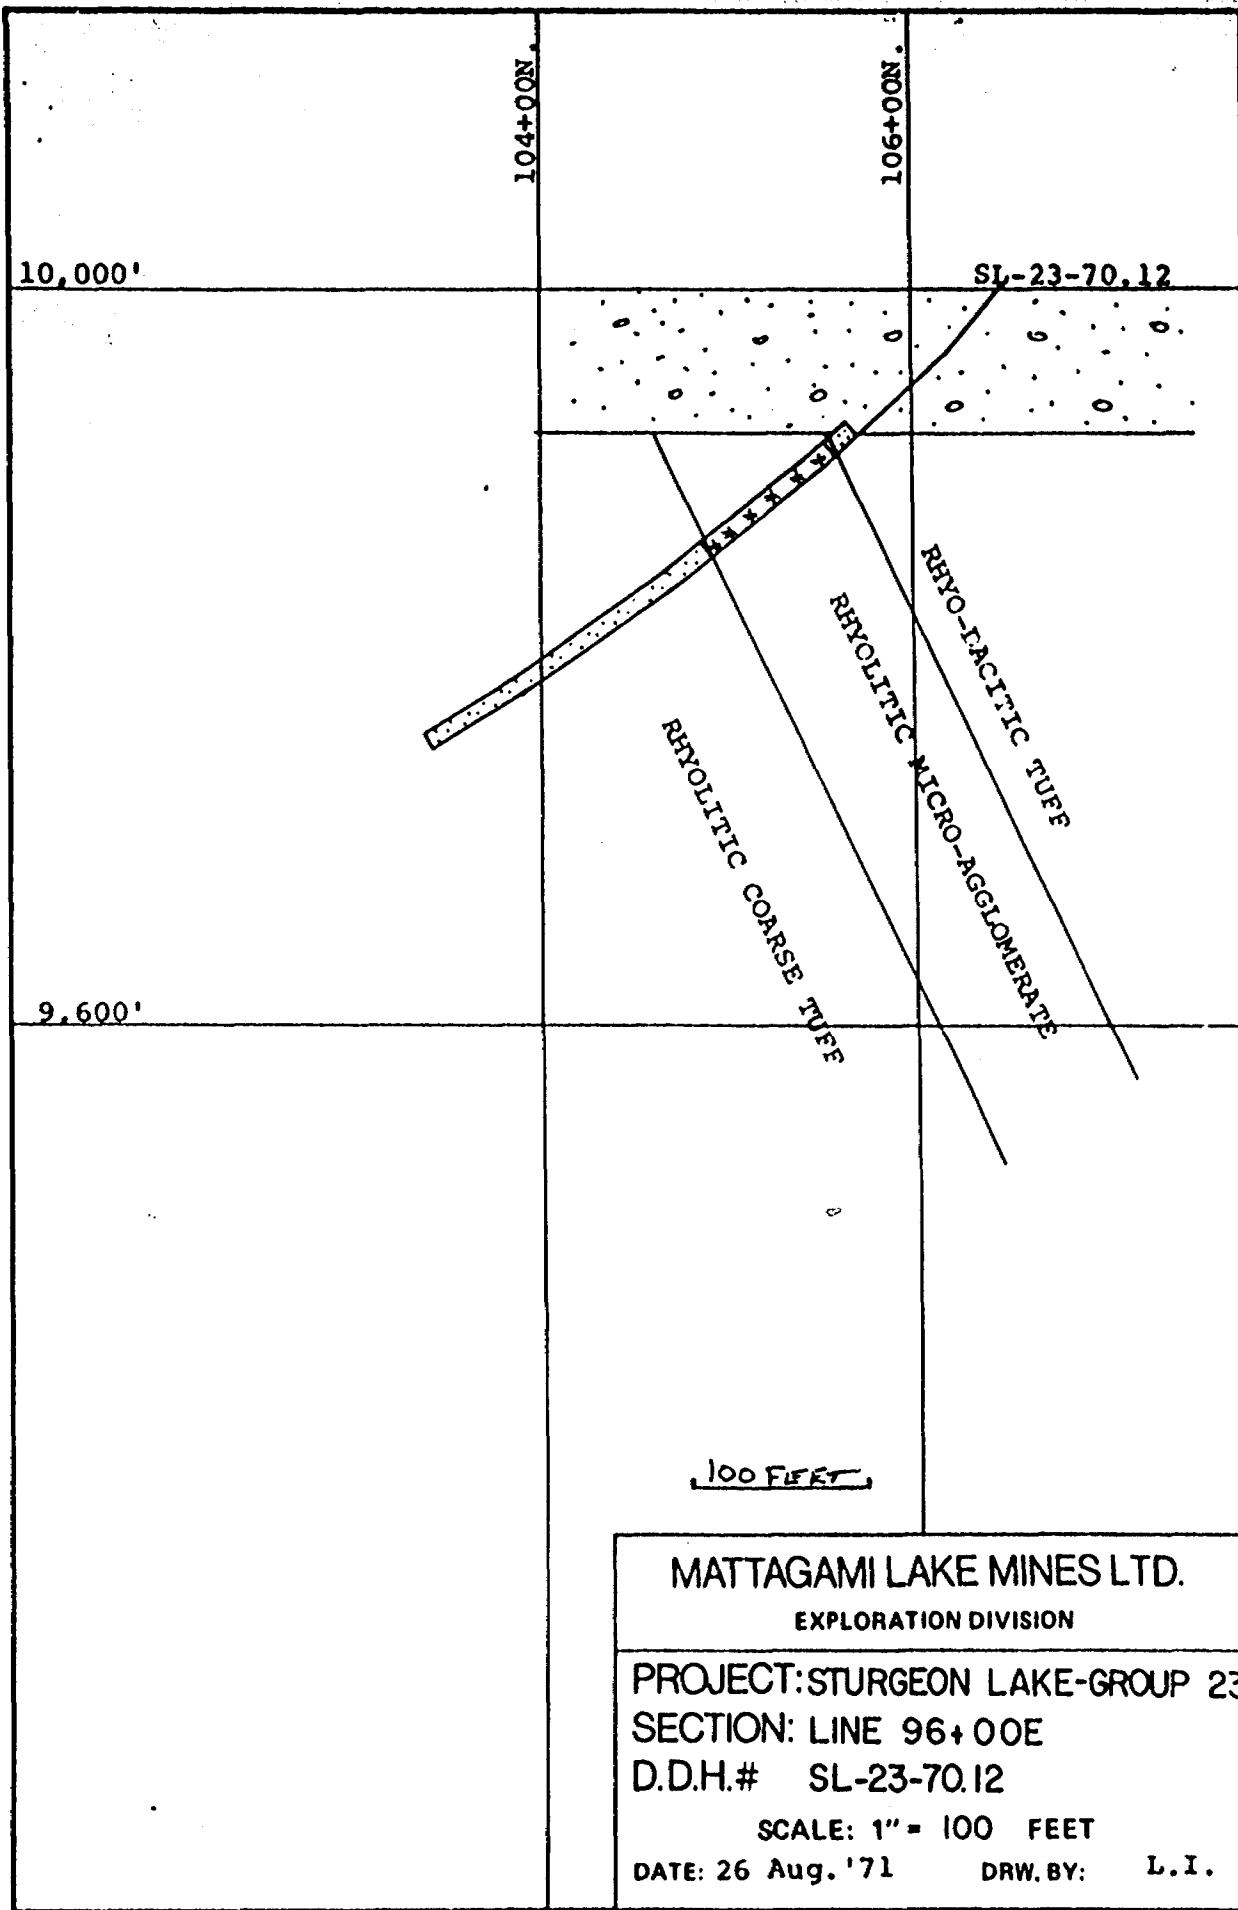 104+00N.
106+00N.
10,000'
SL-23-70.12
RHYO-DACITIC TUFF
RHYOLITIC MICRO-AGGLOMERATE
RHYOLITIC COARSE TUFF
9,600'
100 FEET
MATTAGAMI LAKE MINES LTD.
EXPLORATION DIVISION
PROJECT: STURGEON LAKE-GROUP 23
SECTION: LINE 96+00E
D.D.H.# SL-23-70.12
SCALE: 1" = 100 FEET
DATE: 26 Aug. '71 DRW. BY: L.I.